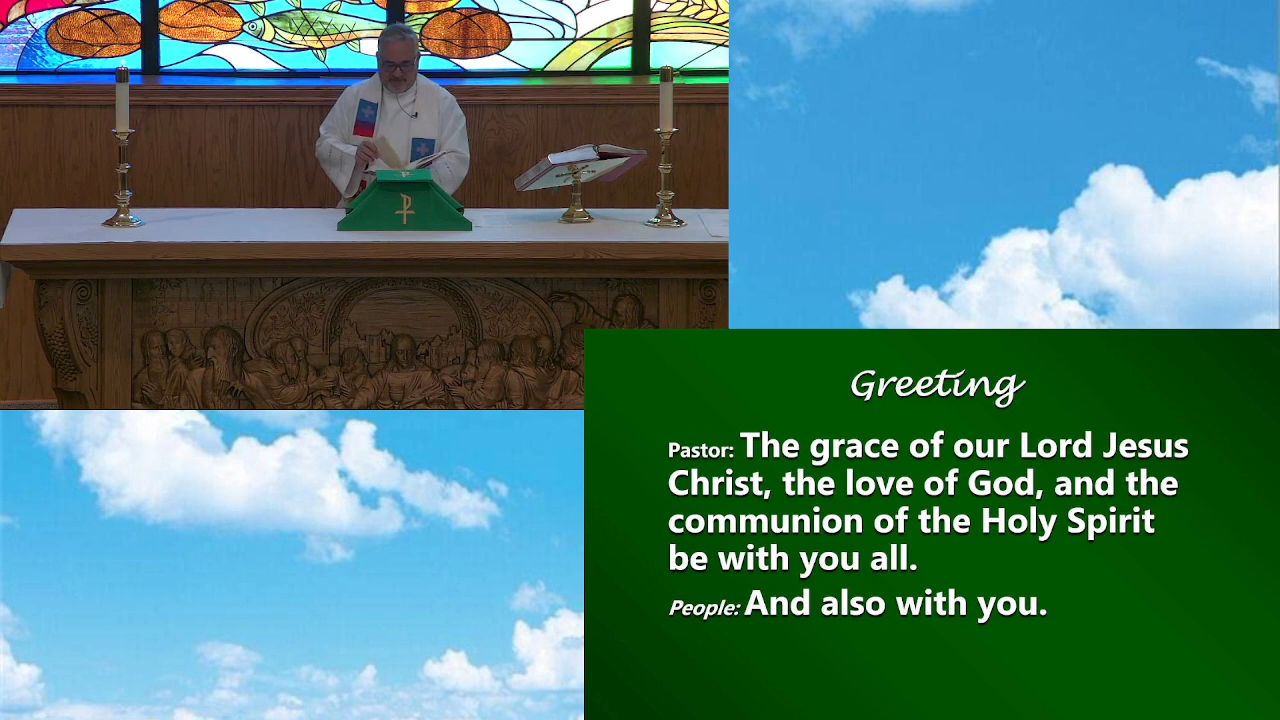 Greeting
Pastor: The grace of our Lord Jesus
Christ, the love of God, and the
communion of the Holy Spirit
be with you all.
People: And also with you.